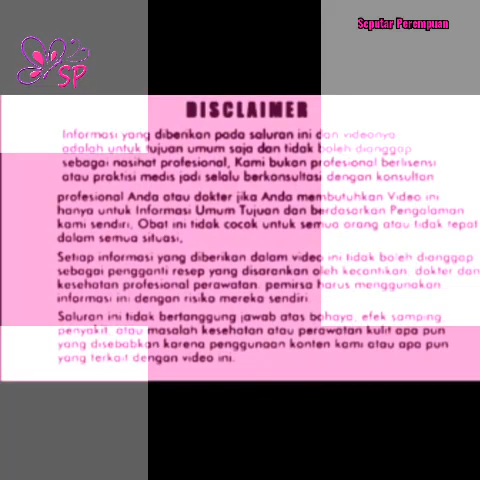 Seputar Perempuan
SP
DISCLAIMER
Informasi yang diberikan pada saluran ini dan videonya
adalah untuk tujuan umum saja dan tidak boleh dianggap
sebagai nasihat profesional, Kami bukan profesional berlisensi
atau praktisi medis jadi selalu berkonsultasi dengan konsultan
profesional Anda atau dokter jika Anda membutuhkan Video ini
hanya untuk Informasi Umum Tujuan dan berdasarkan Pengalaman
kami sendiri, Obat ini tidak cocok untuk semua orang atau tidak tepat
dalam semua situasi,
Setiap informasi yang diberikan dalam video ini tidak boleh dianggap
sebagai pengganti resep yang disarankan oleh kecantikan, dokter dan
kesehatan profesional perawatan. pemirsa harus menggunakan
informasi ini dengan risiko mereka sendiri.
Saluran ini tidak bertanggung jawab atas bahaya, efek samping,
penyakit, atau masalah kesehatan atau perawatan kulit apa pun
yang disebabkan karena penggunaan konten kami atau apa pun
yang terkait dengan video ini.